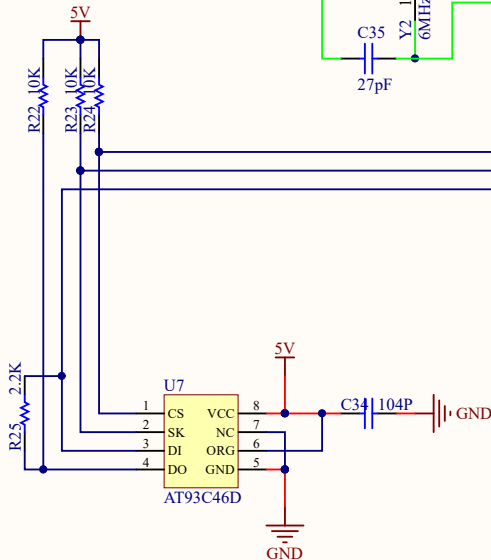 5V
R22 10K
R23 10K
R24 10K
C35
27pF
Y2
6MHz
1
2.2K
R25
U7
5V
1 CS VCC 8
2 SK NC 7
3 DI ORG 6
4 DO GND 5
AT93C46D
C34 104P
GND
GND